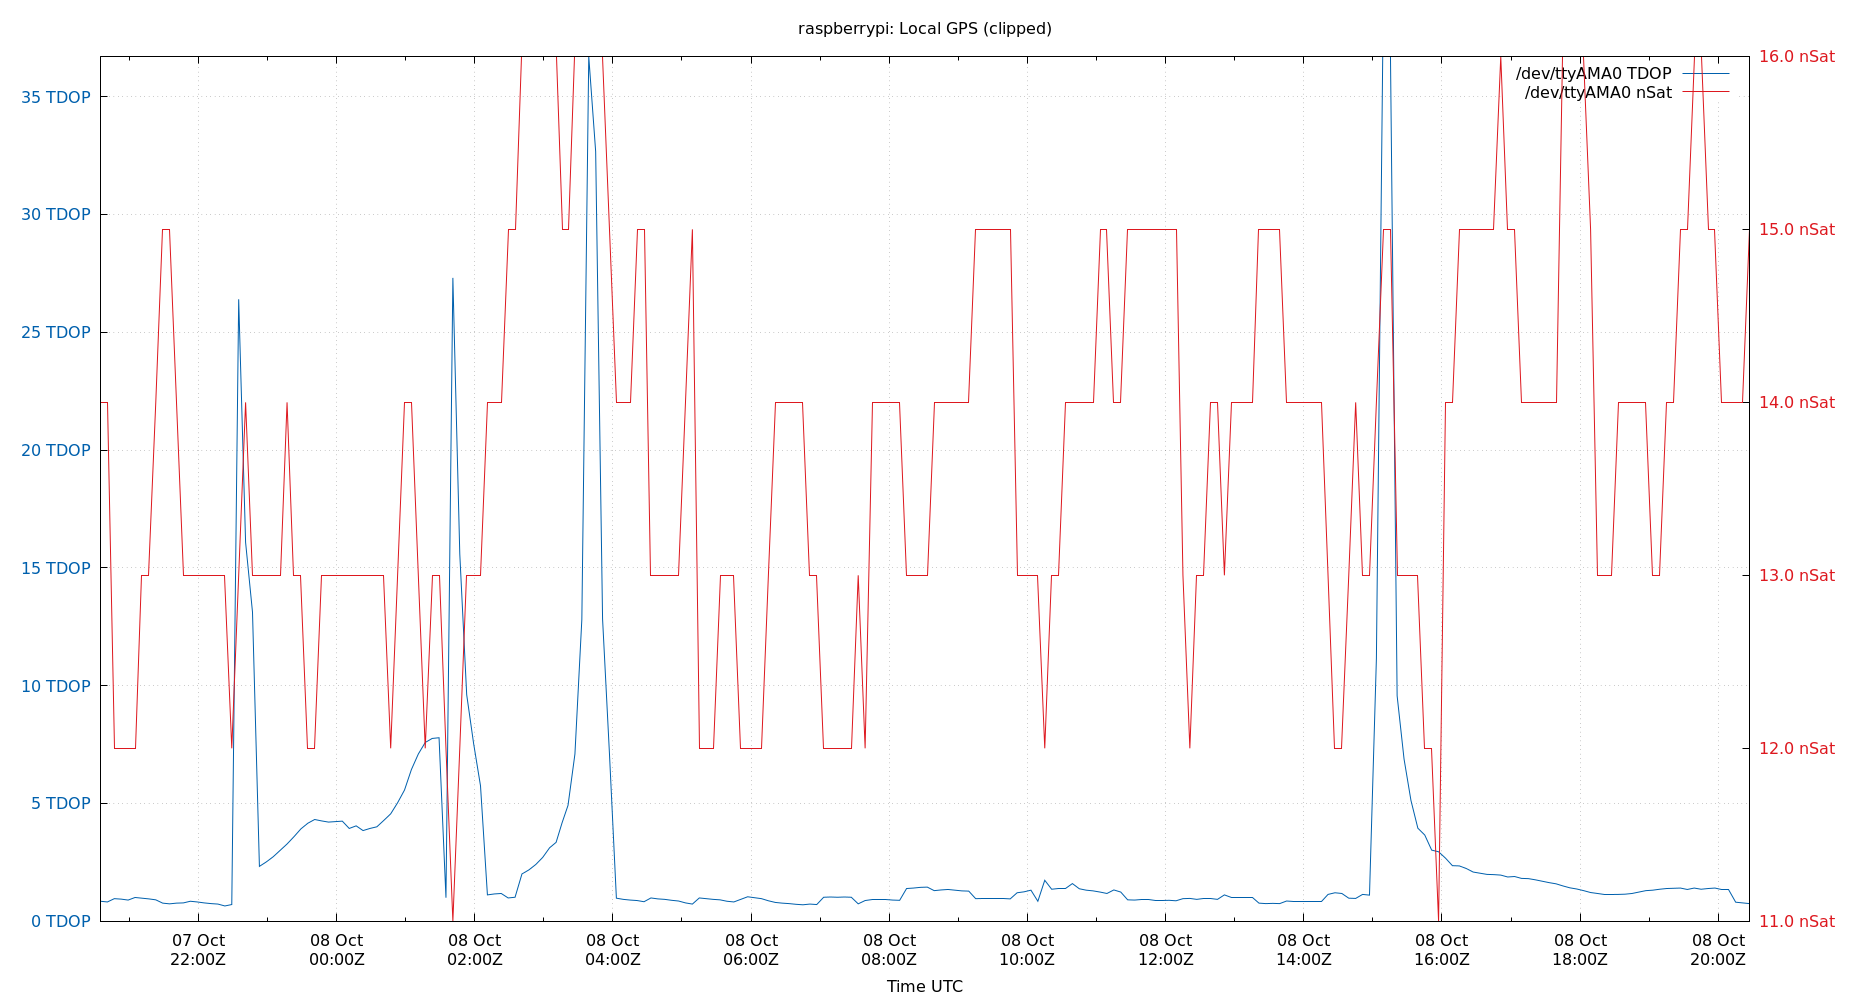 raspberrypi: Local GPS (clipped)
16.0 nSat
/dev/ttyAMA0 TDOP
/dev/ttyAMA0 nSat
35 TDOP
30 TDOP
15.0 nSat
25 TDOP
14.0 nSat
20 TDOP
15 TDOP
13.0 nSat
10 TDOP
12.0 nSat
5 TDOP
0 TDOP
11.0 nSat
07 Oct
22:00Z
08 Oct
00:00Z
08 Oct
02:00Z
08 Oct
04:00Z
08 Oct
06:00Z
08 Oct
08:00Z
08 Oct
10:00Z
08 Oct
12:00Z
08 Oct
14:00Z
08 Oct
16:00Z
08 Oct
18:00Z
08 Oct
20:00Z
Time UTC